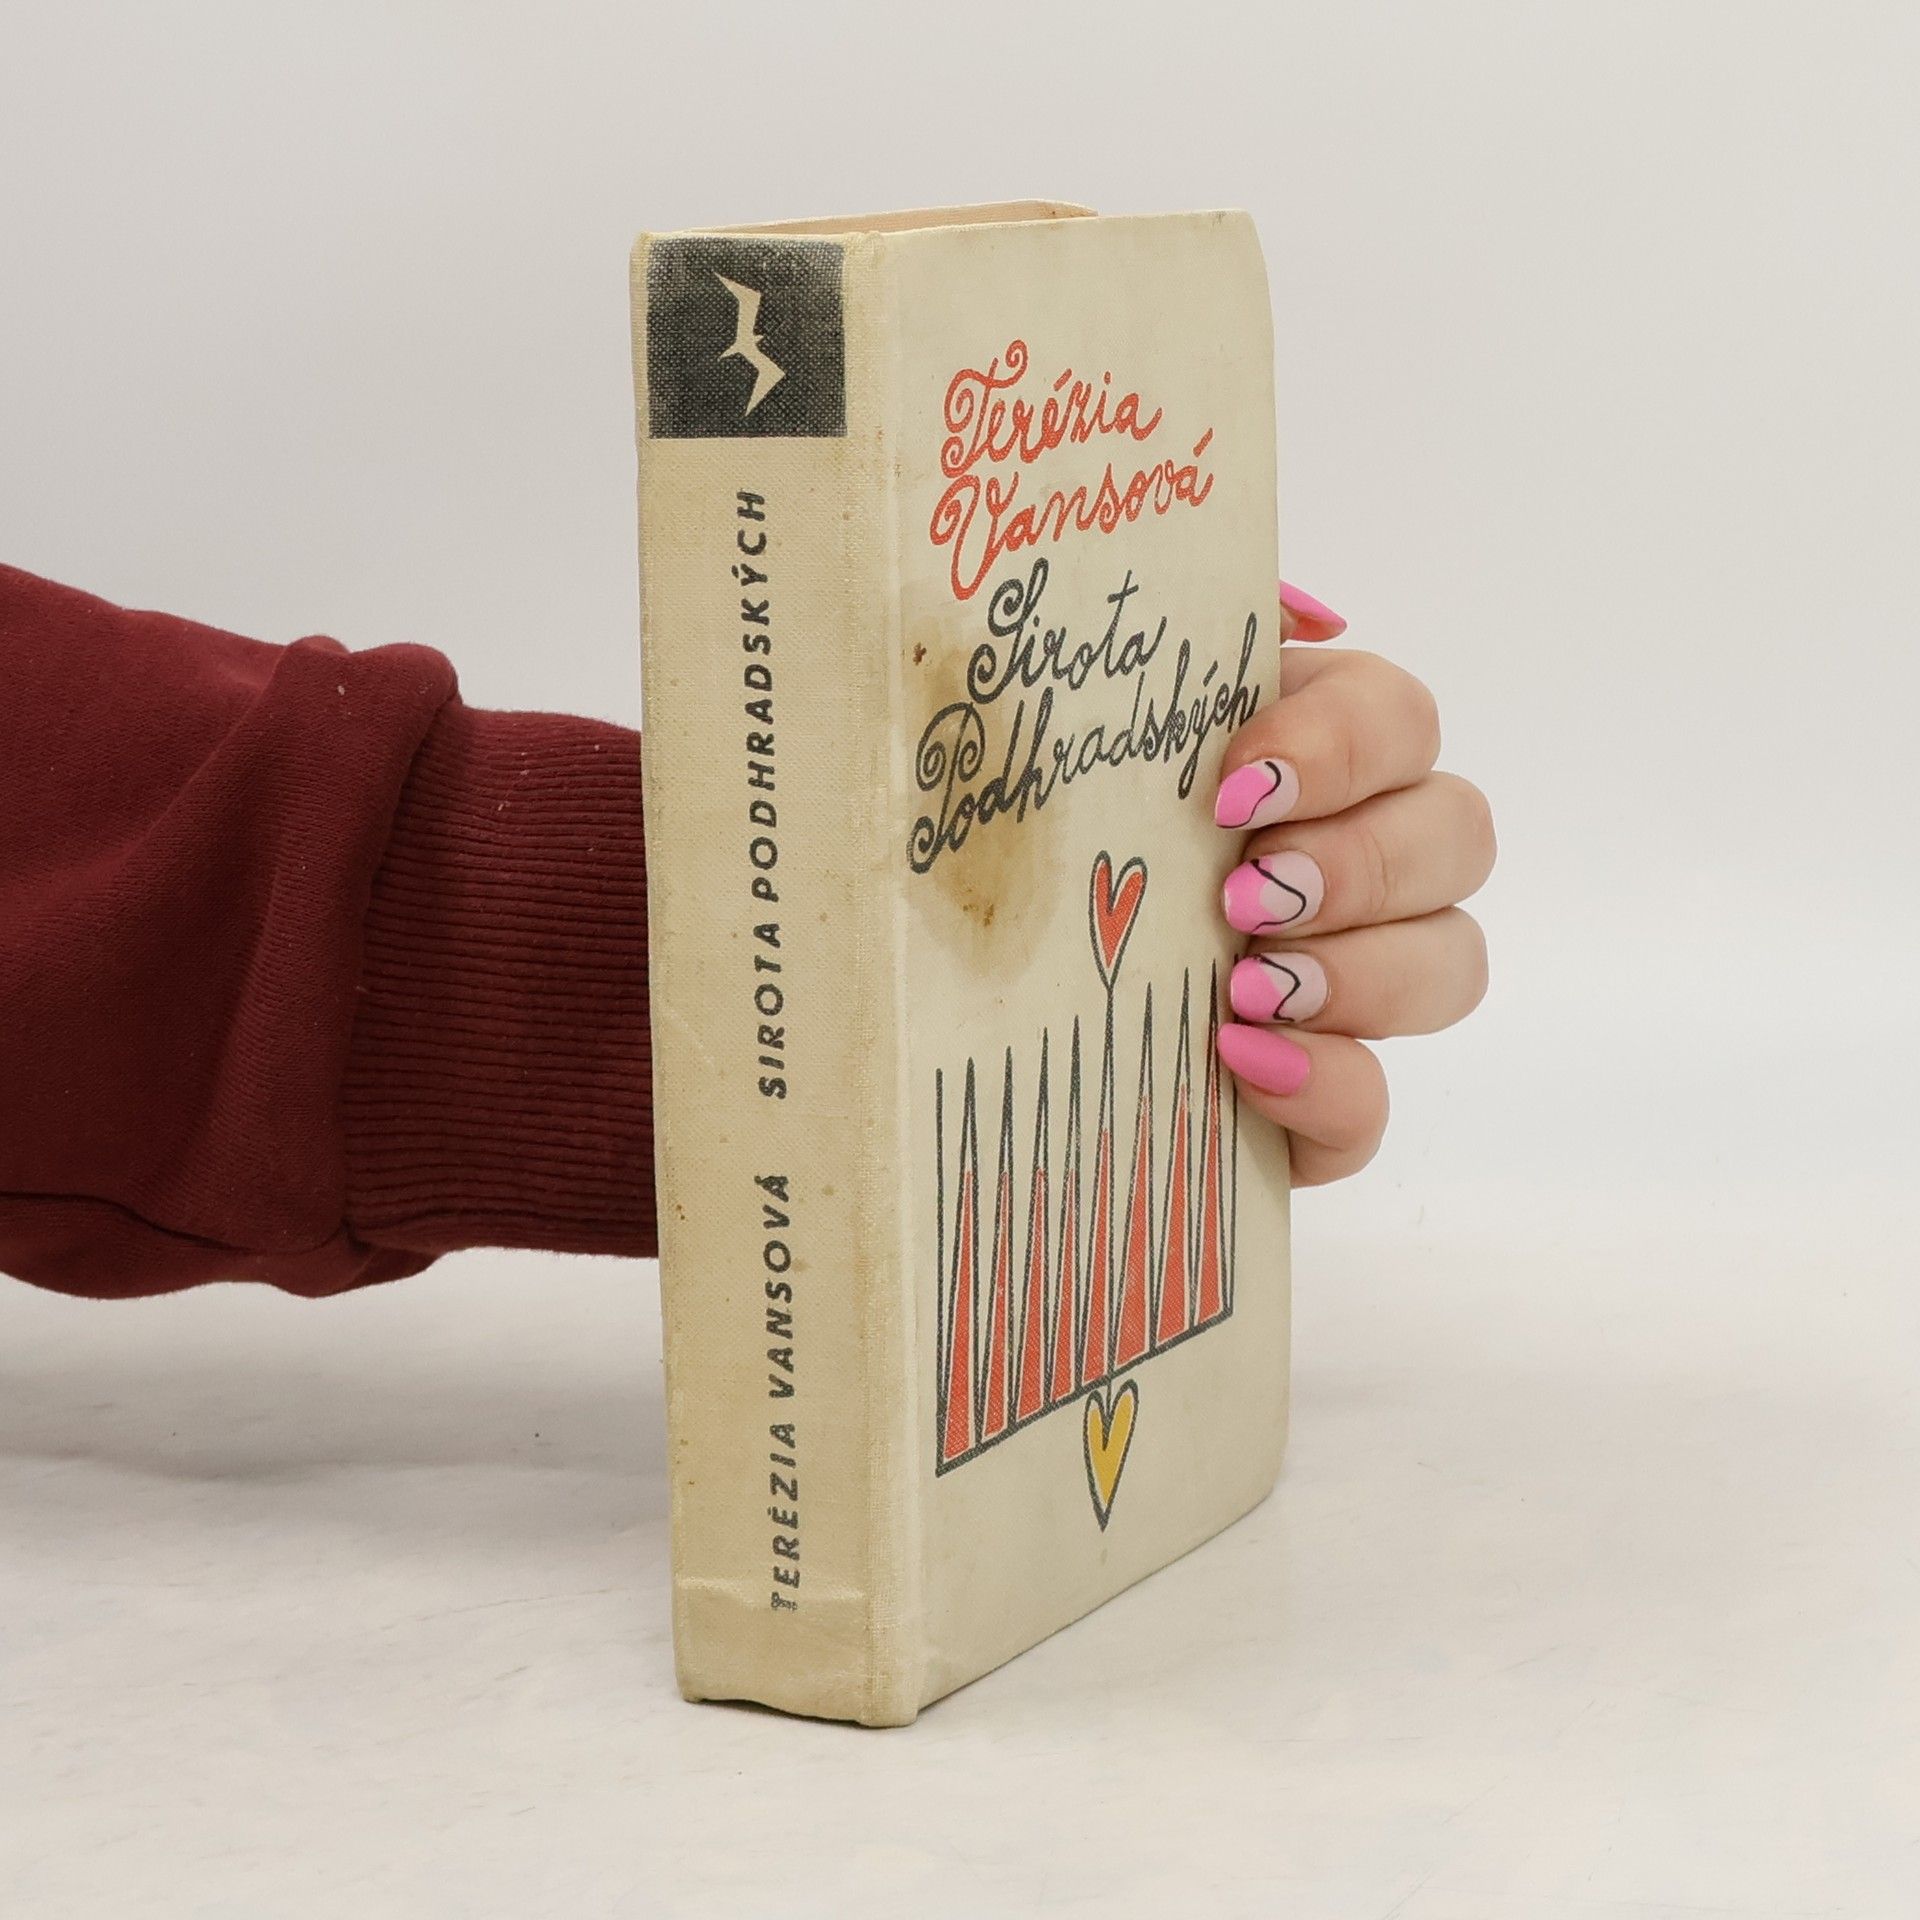 Terézia
Vansová
Sirota
Podhradských
TERÉZIA VANSOVÁ SIROTA PODHRADSKÝCH